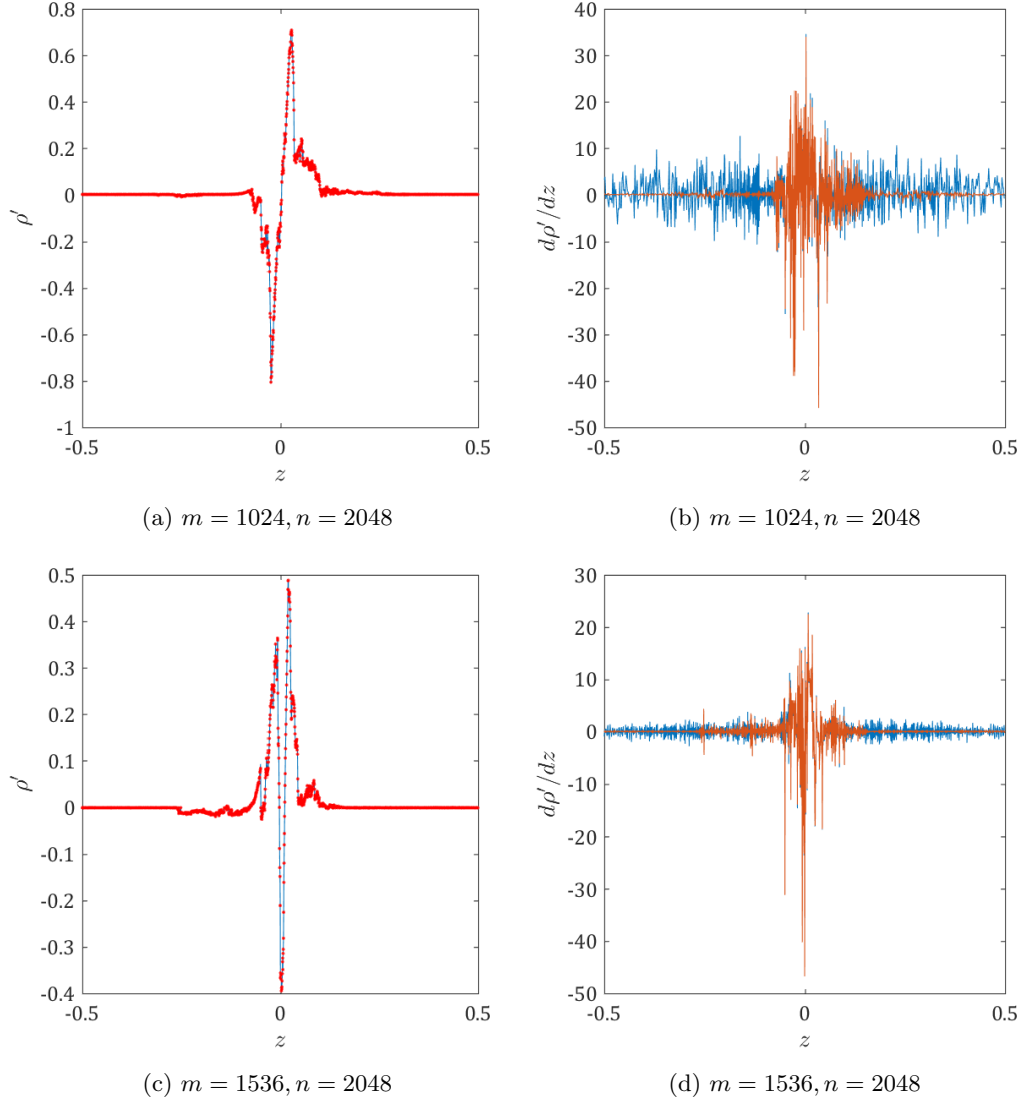 0.8
0.6
0.4
0.2
0
-0.2
-0.4
-0.6
-0.8
-1
ρ′
-0.5 0 0.5
z
(a) m = 1024, n = 2048
40
30
20
10
0
-10
-20
-30
-40
-50
dρ′/dz
-0.5 0 0.5
z
(b) m = 1024, n = 2048
0.5
0.4
0.3
0.2
0.1
0
-0.1
-0.2
-0.3
-0.4
ρ′
-0.5 0 0.5
z
(c) m = 1536, n = 2048
30
20
10
0
-10
-20
-30
-40
-50
dρ′/dz
-0.5 0 0.5
z
(d) m = 1536, n = 2048